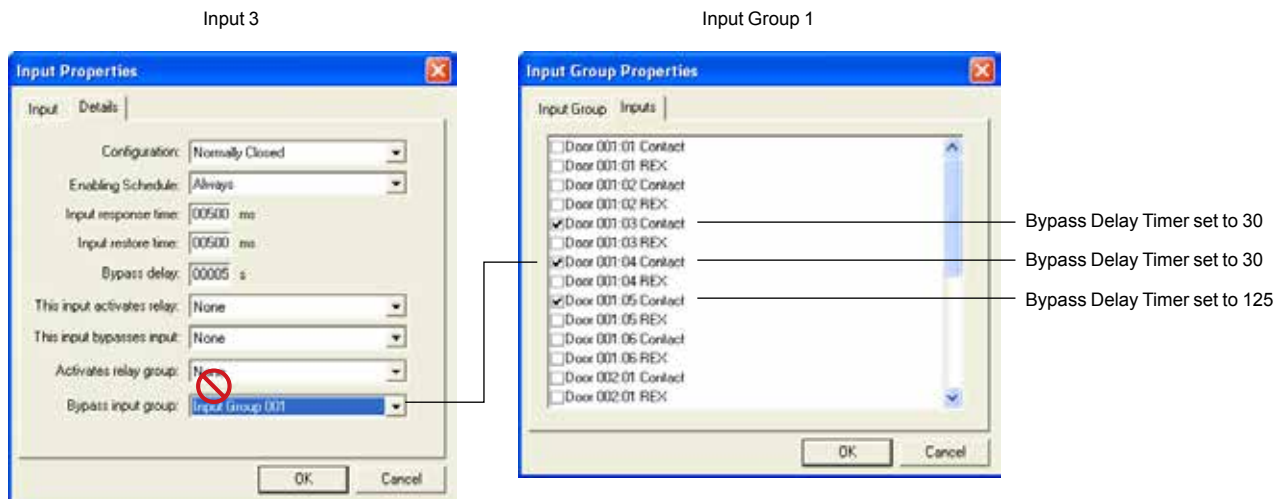 Input 3
Input Group 1
Input Properties
Input Details
Configuration: Normally Closed
Enabling Schedule: Always
Input response time: 00500 ms
Input restore time: 00500 ms
Bypass delay: 00005 s
This input activates relay: None
This input bypasses input: None
Activates relay group: None
Bypass input group: Input Group 001
OK Cancel
Input Group Properties
Input Group Inputs
Door 001:01 Contact
Door 001:01 REX
Door 001:02 Contact
Door 001:02 REX
Door 001:03 Contact
Door 001:03 REX
Door 001:04 Contact
Door 001:04 REX
Door 001:05 Contact
Door 001:05 REX
Door 001:06 Contact
Door 001:06 REX
Door 002:01 Contact
Door 002:01 REX
OK Cancel
Bypass Delay Timer set to 30
Bypass Delay Timer set to 30
Bypass Delay Timer set to 125